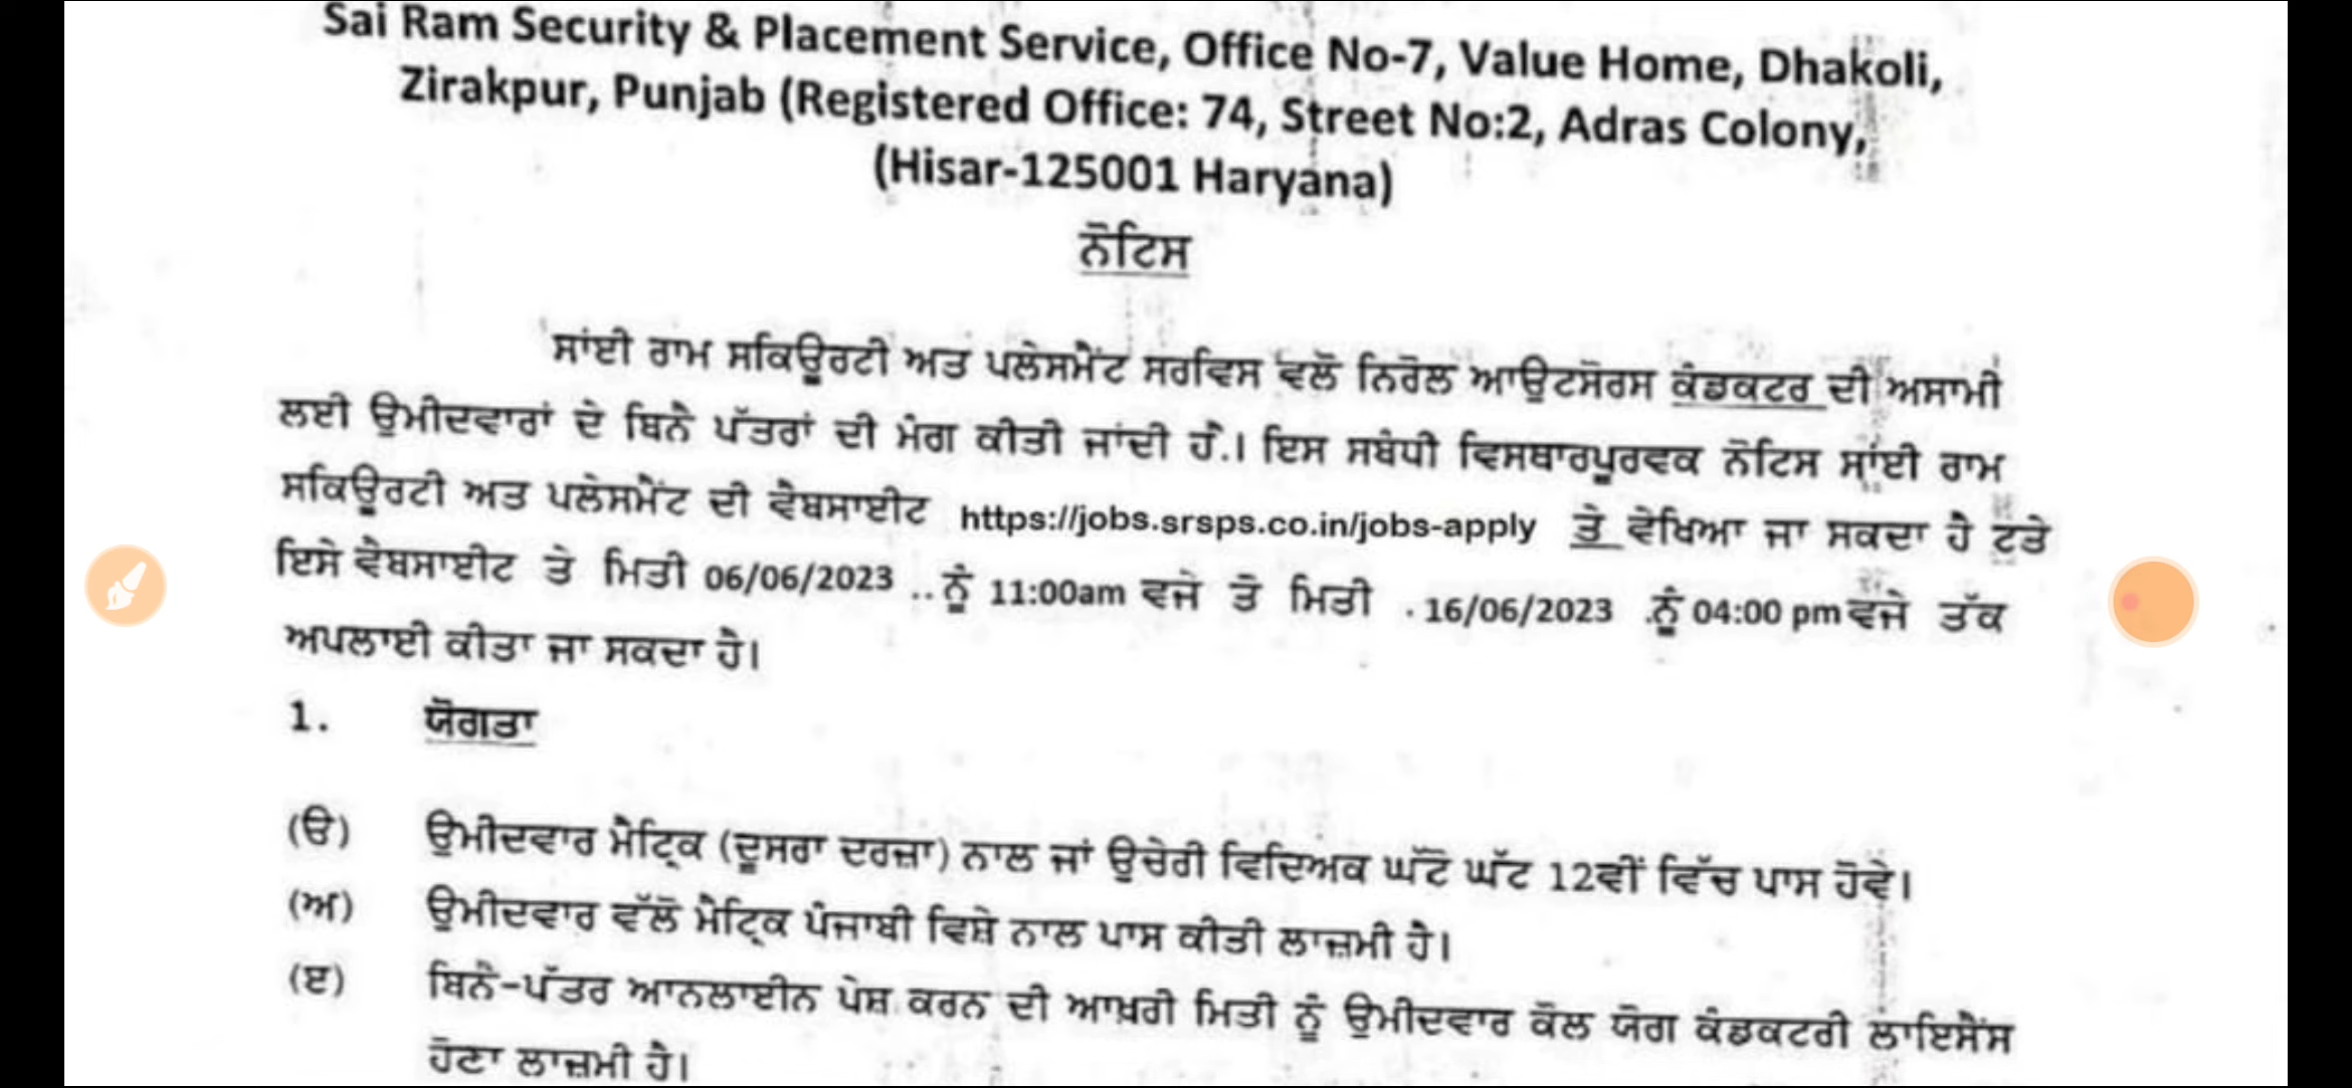 Sai Ram Security & Placement Service, Office No-7, Value Home, Dhakoli,
Zirakpur, Punjab (Registered Office: 74, Street No:2, Adras Colony,
(Hisar-125001 Haryana)
ਨੋਟਿਸ
ਸਾਂਈ ਰਾਮ ਸਕਿਊਰਟੀ ਅਤ ਪਲੇਸਮੈਂਟ ਸਰਵਿਸ ਵਲੋਂ ਨਿਰੋਲ ਆਉਟਸੋਰਸ ਕੰਡਕਟਰ ਦੀ ਅਸਾਮੀ
ਲਈ ਉਮੀਦਵਾਰਾਂ ਦੇ ਬਿਨੈ ਪੱਤਰਾਂ ਦੀ ਮੰਗ ਕੀਤੀ ਜਾਂਦੀ ਹੈ.। ਇਸ ਸਬੰਧੀ ਵਿਸਥਾਰਪੂਰਵਕ ਨੋਟਿਸ ਸਾਂਈ ਰਾਮ
ਸਕਿਊਰਟੀ ਅਤ ਪਲੇਸਮੈਂਟ ਦੀ ਵੈਬਸਾਈਟ https://jobs.srsps.co.in/jobs-apply ਤੇ ਵੇਖਿਆ ਜਾ ਸਕਦਾ ਹੈ ਟਤੇ
ਇਸੇ ਵੈਬਸਾਈਟ ਤੇ ਮਿਤੀ 06/06/2023 .. ਨੂੰ 11:00am ਵਜੇ ਤੋਂ ਮਿਤੀ . 16/06/2023 .ਨੂੰ 04:00 pm ਵਜੇ ਤੱਕ
ਅਪਲਾਈ ਕੀਤਾ ਜਾ ਸਕਦਾ ਹੈ।
1. ਯੋਗਤਾ
(ੳ) ਉਮੀਦਵਾਰ ਮੈਟ੍ਰਿਕ (ਦੂਸਰਾ ਦਰਜ਼ਾ) ਨਾਲ ਜਾਂ ਉਚੇਰੀ ਵਿਦਿਅਕ ਘੱਟੋ ਘੱਟ 12ਵੀਂ ਵਿੱਚ ਪਾਸ ਹੋਵੇ।
(ਅ) ਉਮੀਦਵਾਰ ਵੱਲੋਂ ਮੈਟ੍ਰਿਕ ਪੰਜਾਬੀ ਵਿਸ਼ੇ ਨਾਲ ਪਾਸ ਕੀਤੀ ਲਾਜ਼ਮੀ ਹੈ।
(ੲ) ਬਿਨੈ-ਪੱਤਰ ਆਨਲਾਈਨ ਪੇਸ਼ ਕਰਨ ਦੀ ਆਖ਼ਰੀ ਮਿਤੀ ਨੂੰ ਉਮੀਦਵਾਰ ਕੋਲ ਯੋਗ ਕੰਡਕਟਰੀ ਲਾਇਸੈਂਸ
ਹੋਣਾ ਲਾਜ਼ਮੀ ਹੈ।